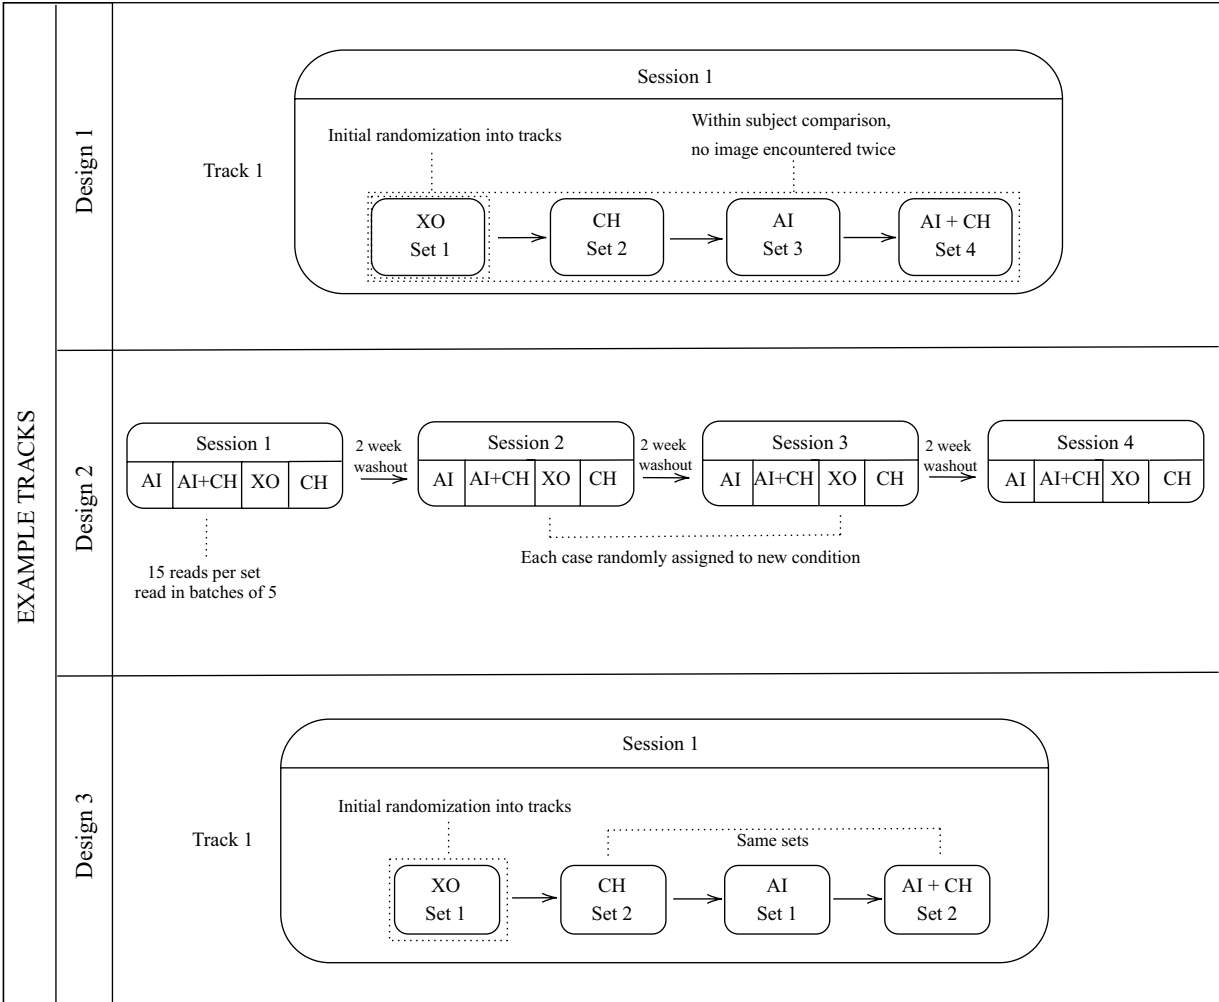 EXAMPLE TRACKS
Design 1
Session 1
Initial randomization into tracks
Within subject comparison,
no image encountered twice
Track 1
XO
Set 1
CH
Set 2
AI
Set 3
AI + CH
Set 4
Design 2
Session 1
AI AI+CH XO CH
2 week
washout
Session 2
AI AI+CH XO CH
2 week
washout
Session 3
AI AI+CH XO CH
2 week
washout
Session 4
AI AI+CH XO CH
15 reads per set
read in batches of 5
Each case randomly assigned to new condition
Design 3
Session 1
Initial randomization into tracks
Same sets
Track 1
XO
Set 1
CH
Set 2
AI
Set 1
AI + CH
Set 2